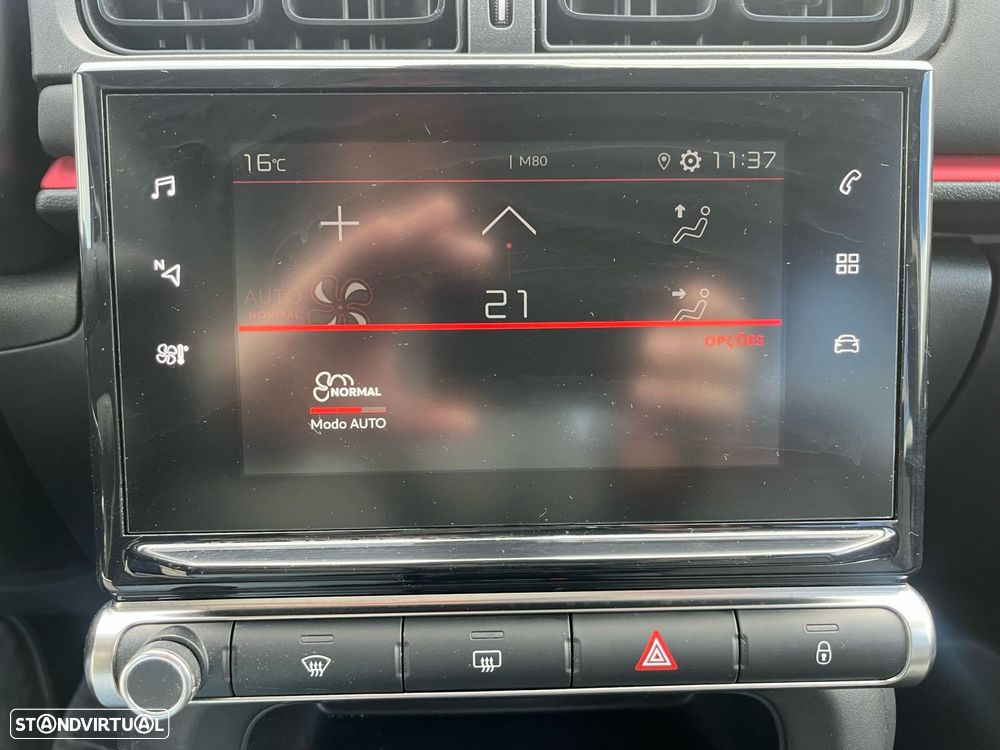 16°C | M80 11:37
N
AUTO
NORMAL
21
OPÇÕES
NORMAL
Modo AUTO
STANDVIRTUAL